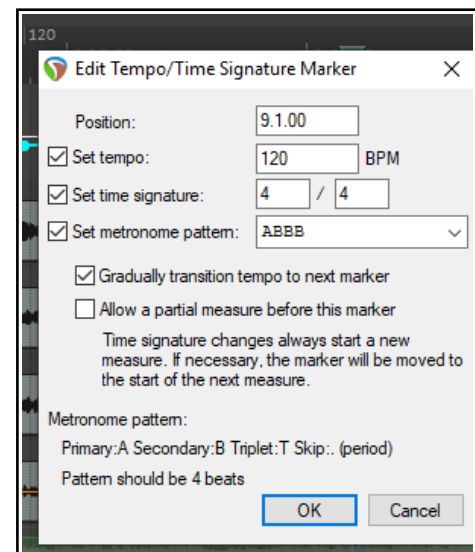 120
Edit Tempo/Time Signature Marker
Position: 9.1.00
Set tempo: 120 BPM
Set time signature: 4 / 4
Set metronome pattern: ABBB
Gradually transition tempo to next marker
Allow a partial measure before this marker
Time signature changes always start a new
measure. If necessary, the marker will be moved to
the start of the next measure.
Metronome pattern:
Primary:A Secondary:B Triplet:T Skip:. (period)
Pattern should be 4 beats
OK Cancel